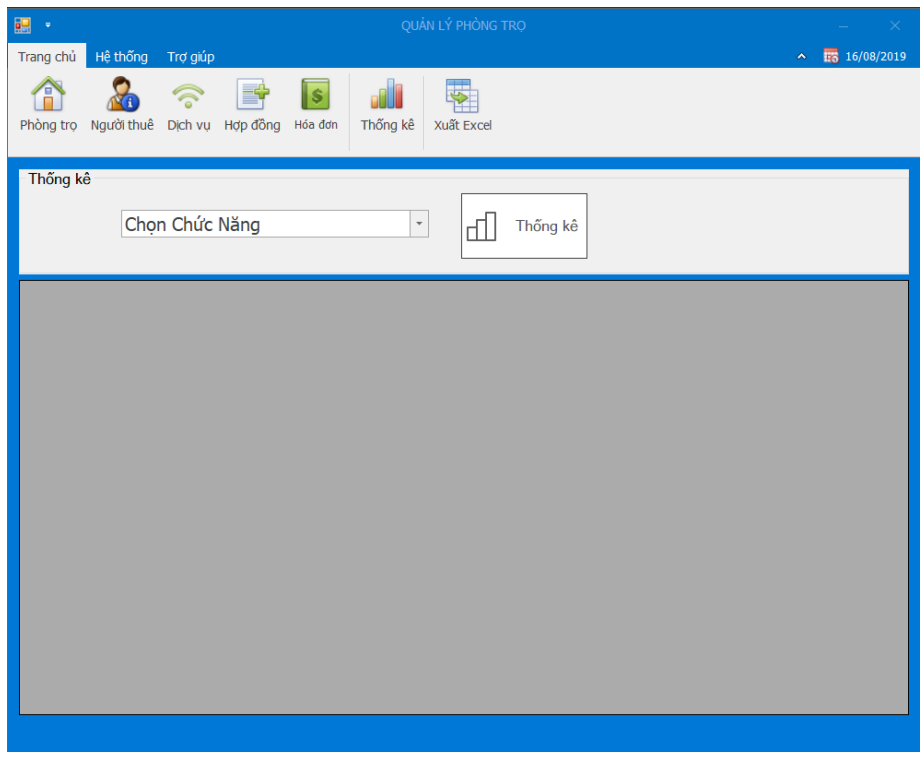 QUẢN LÝ PHÒNG TRỌ
Trang chủ Hệ thống Trợ giúp 16/08/2019
Phòng trọ Người thuê Dịch vụ Hợp đồng Hóa đơn Thống kê Xuất Excel
Thống kê
Chọn Chức Năng Thống kê